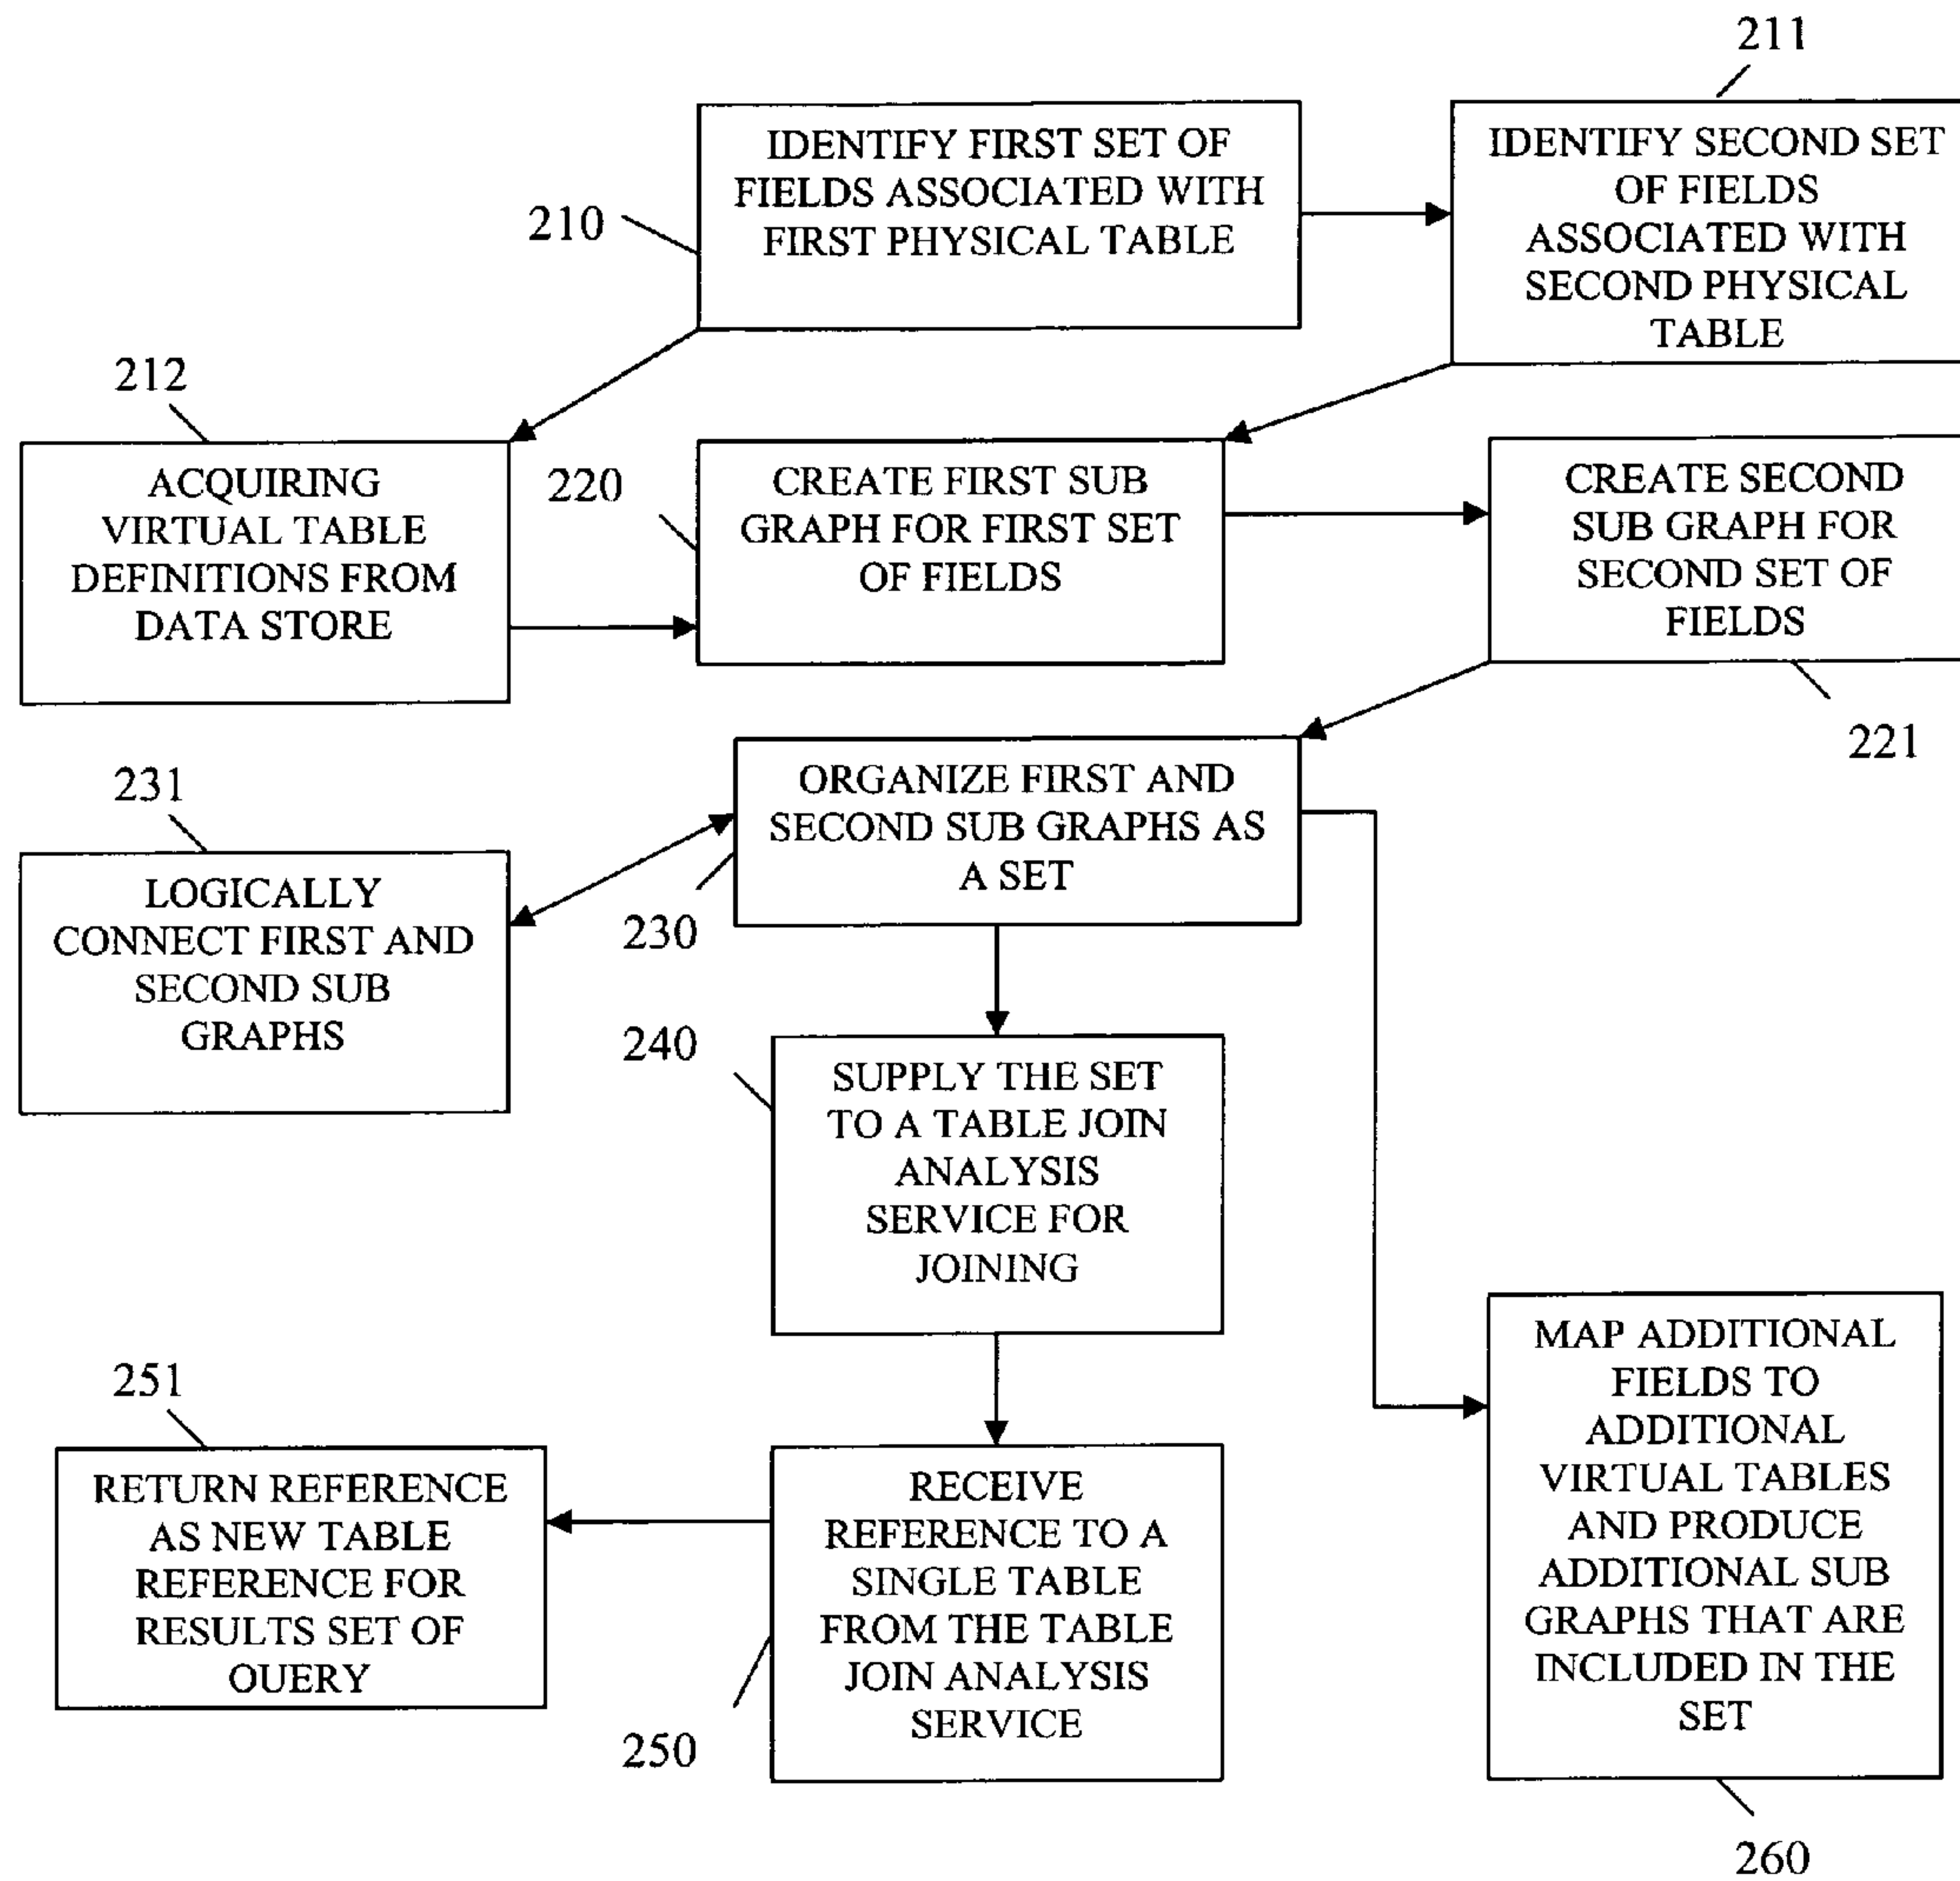 211
IDENTIFY FIRST SET OF
FIELDS ASSOCIATED WITH
FIRST PHYSICAL TABLE
210
IDENTIFY SECOND SET
OF FIELDS
ASSOCIATED WITH
SECOND PHYSICAL
TABLE
212
ACQUIRING
VIRTUAL TABLE
DEFINITIONS FROM
DATA STORE
220
CREATE FIRST SUB
GRAPH FOR FIRST SET
OF FIELDS
CREATE SECOND
SUB GRAPH FOR
SECOND SET OF
FIELDS
221
231
LOGICALLY
CONNECT FIRST AND
SECOND SUB
GRAPHS
ORGANIZE FIRST AND
SECOND SUB GRAPHS AS
A SET
230
240
SUPPLY THE SET
TO A TABLE JOIN
ANALYSIS
SERVICE FOR
JOINING
251
RETURN REFERENCE
AS NEW TABLE
REFERENCE FOR
RESULTS SET OF
QUERY
RECEIVE
REFERENCE TO A
SINGLE TABLE
FROM THE TABLE
JOIN ANALYSIS
SERVICE
250
MAP ADDITIONAL
FIELDS TO
ADDITIONAL
VIRTUAL TABLES
AND PRODUCE
ADDITIONAL SUB
GRAPHS THAT ARE
INCLUDED IN THE
SET
260